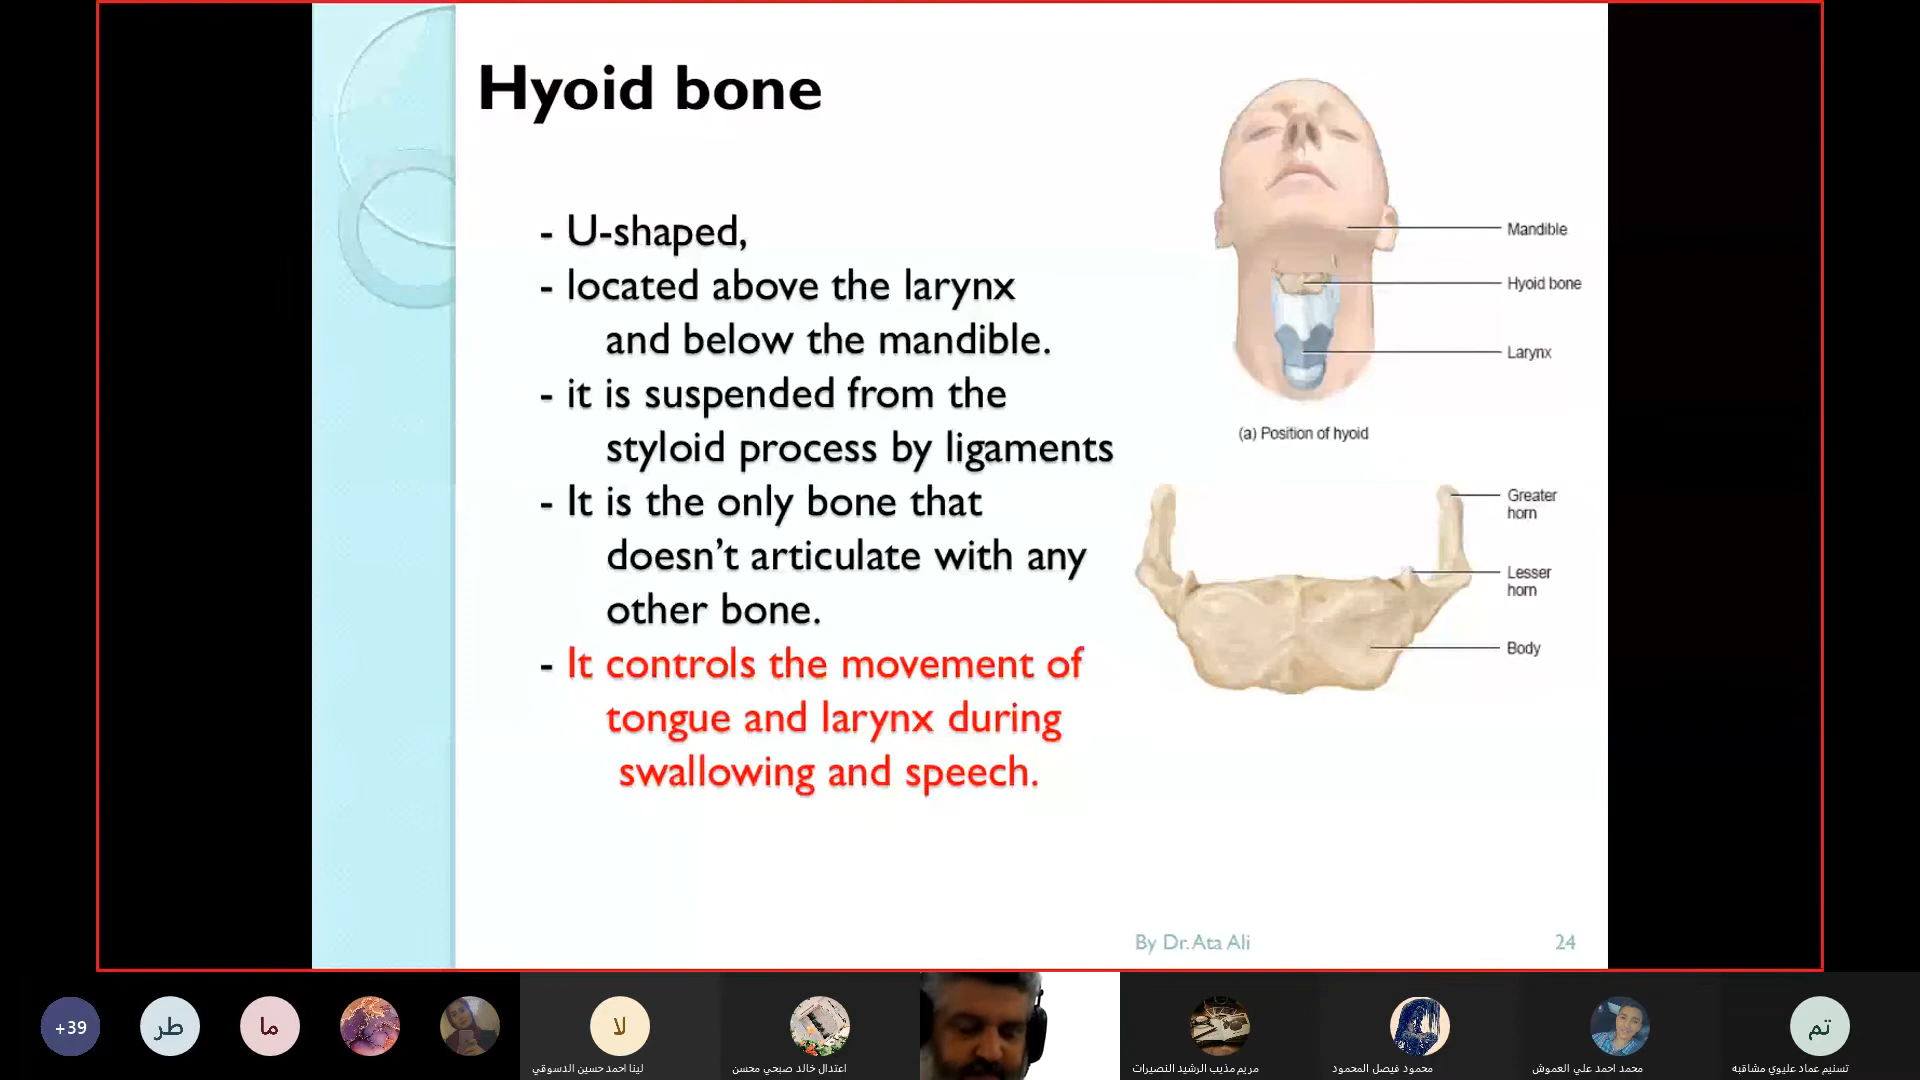 Hyoid bone
- U-shaped,
- located above the larynx
and below the mandible.
- it is suspended from the
styloid process by ligaments
- It is the only bone that
doesn’t articulate with any
other bone.
- It controls the movement of
tongue and larynx during
swallowing and speech.
Mandible
Hyoid bone
Larynx
(a) Position of hyoid
Greater
horn
Lesser
horn
Body
By Dr. Ata Ali
24
+39
طر
ما
لا
تم
لينا احمد حسين الدسوقي
اعتدال خالد صبحي محسن
مريم مذيب الرشيد النصيرات
محمود فيصل المحمود
محمد احمد علي العموش
تسنيم عماد عليوي مشاقبه